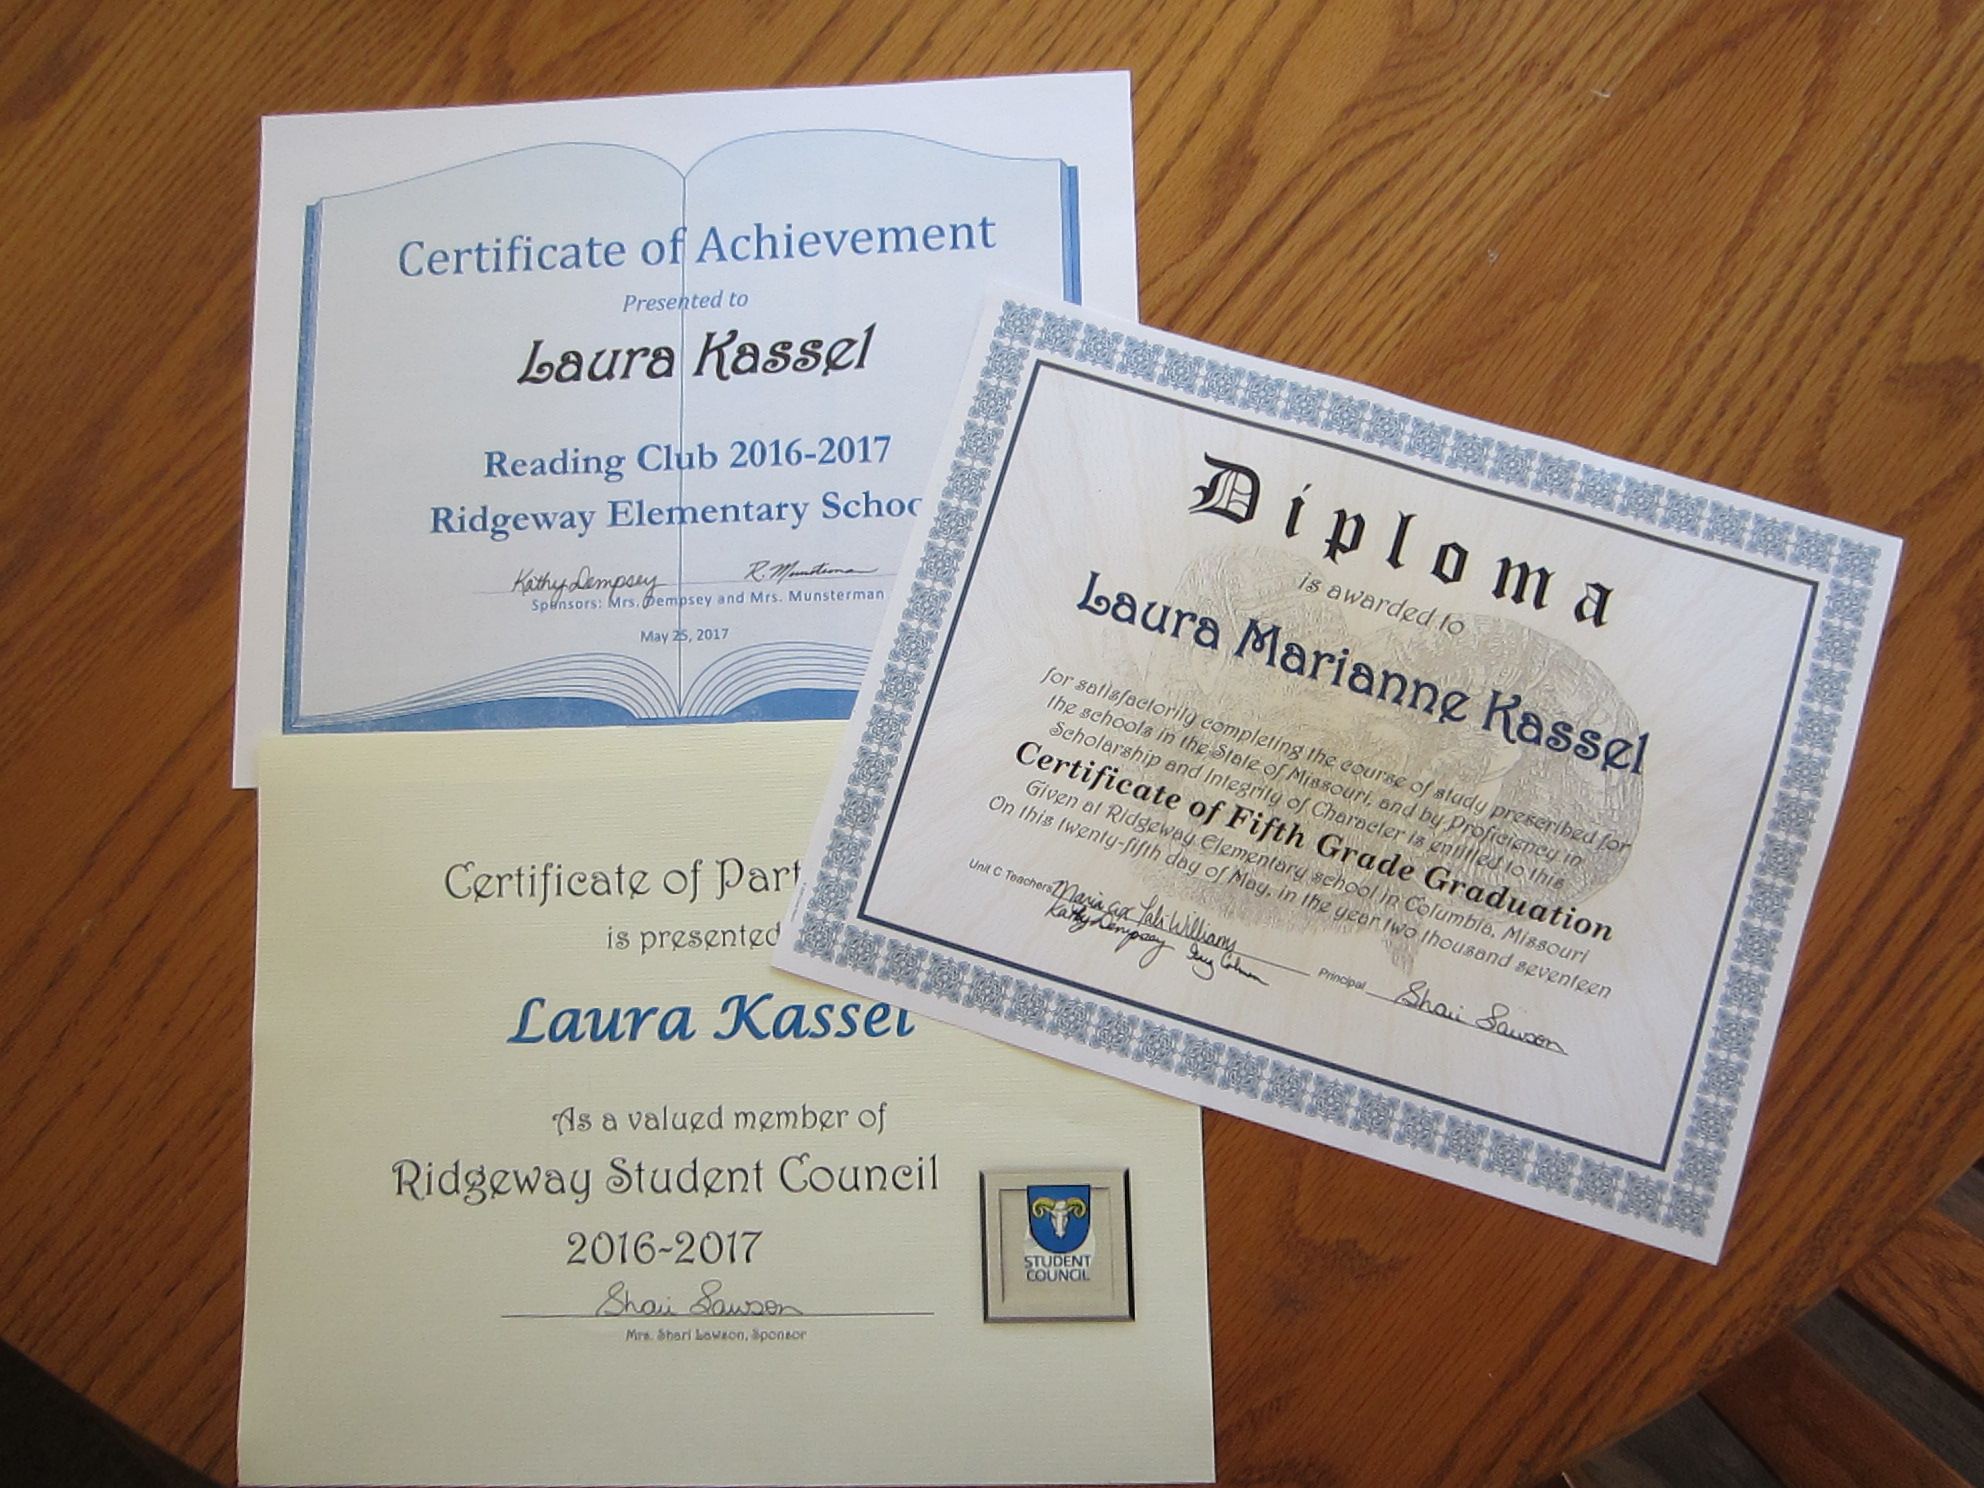 Certificate of Achievement
Presented to
Laura Kassel
Reading Club 2016-2017
Ridgeway Elementary Schoo
Kathy Dempsey R. Munsterman
Sponsors: Mrs. Dempsey and Mrs. Munsterman
May 25, 2017
Diploma
is awarded to
Laura Marianne Kassel
for satisfactorily completing the course of study prescribed for
the schools in the State of Missouri, and by Proficiency in
Scholarship and Integrity of Character is entitled to this
Certificate of Fifth Grade Graduation
Given at Ridgeway Elementary school in Columbia, Missouri
On this twenty-fifth day of May, in the year two thousand seventeen
Unit C Teachers Williams
Kathy Dempsey
Principal Shari Lawson
Certificate of Part
is presented
Laura Kassel
As a valued member of
Ridgeway Student Council
2016-2017
Shari Lawson
Mrs. Shari Lawson, Sponsor
STUDENT
COUNCIL